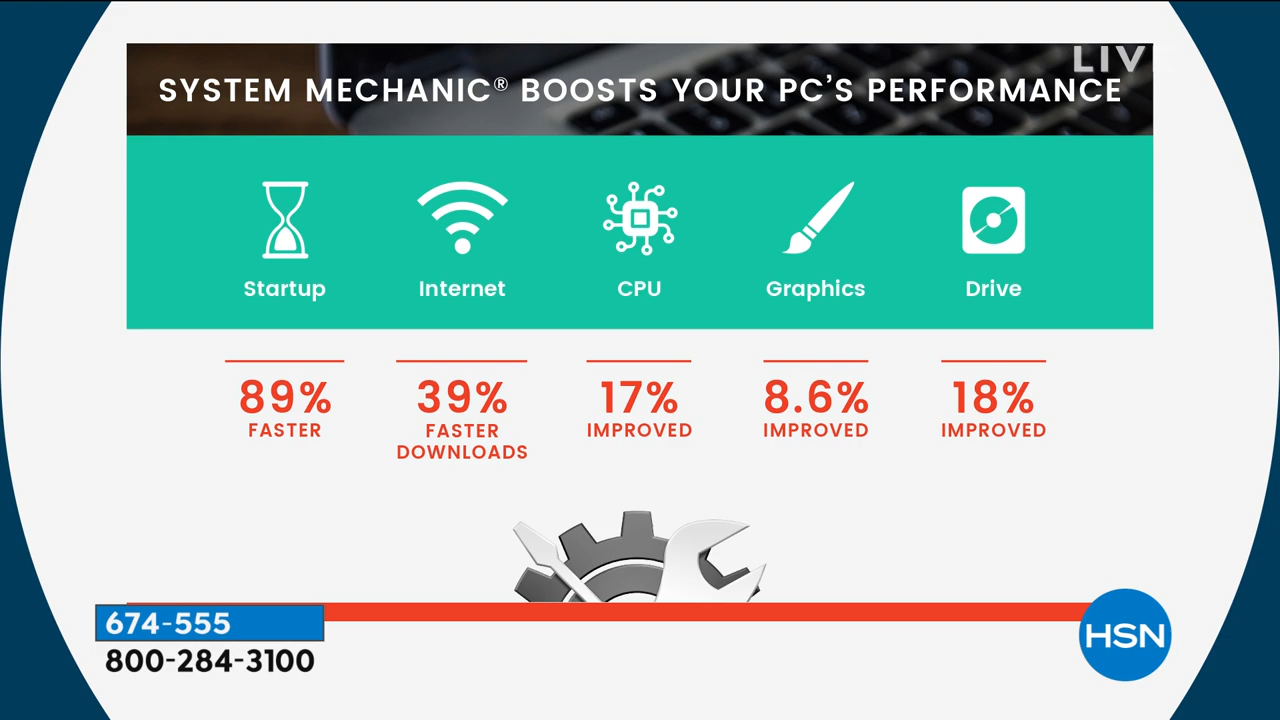 LIV
SYSTEM MECHANIC® BOOSTS YOUR PC'S PERFORMANCE
Startup
Internet
CPU
Graphics
Drive
89%
FASTER
39%
FASTER
DOWNLOADS
17%
IMPROVED
8.6%
IMPROVED
18%
IMPROVED
674-555
800-284-3100
HSN